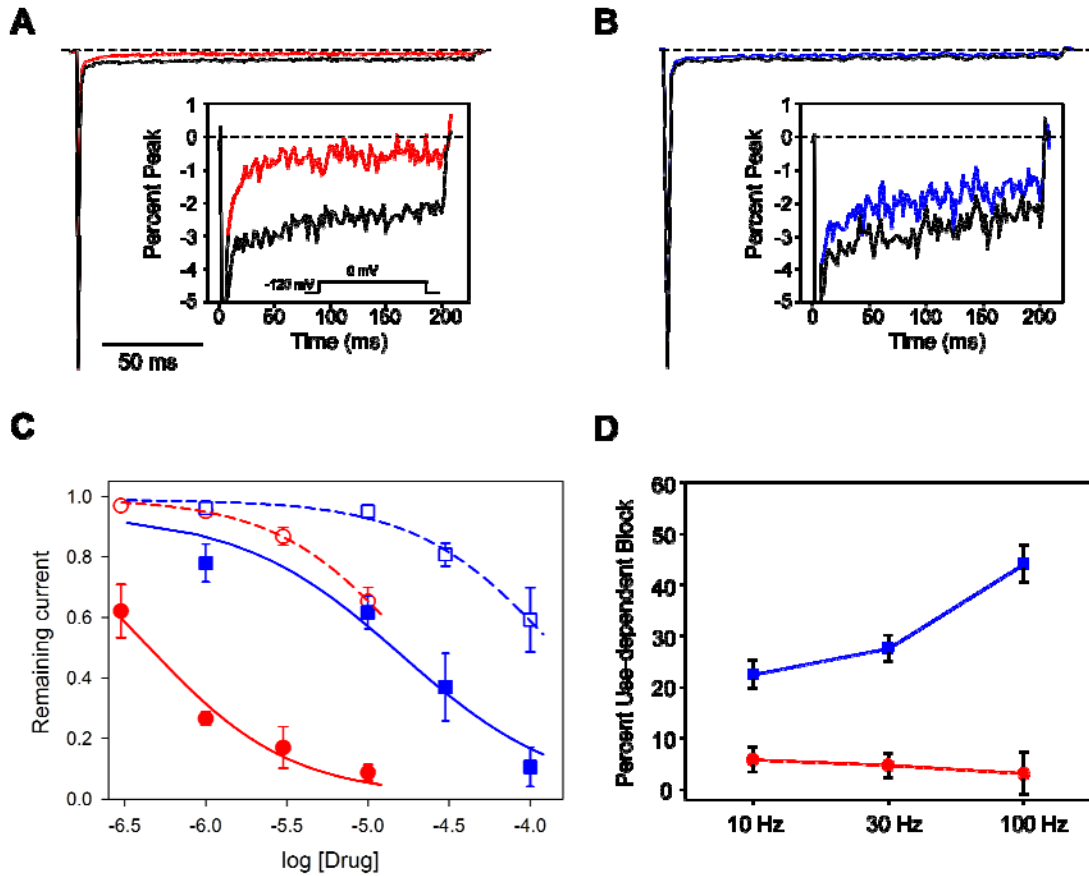 A
B
1
0
-1
-2
-3
-4
-5
Percent Peak
0 mV
-120 mV
0 50 100 150 200
Time (ms)
50 ms
1
0
-1
-2
-3
-4
-5
Percent Peak
0 50 100 150 200
Time (ms)
C
1.0
0.8
0.6
0.4
0.2
0.0
Remaining current
-6.5 -6.0 -5.5 -5.0 -4.5 -4.0
log [Drug]
D
60
50
40
30
20
10
0
Percent Use-dependent Block
10 Hz 30 Hz 100 Hz